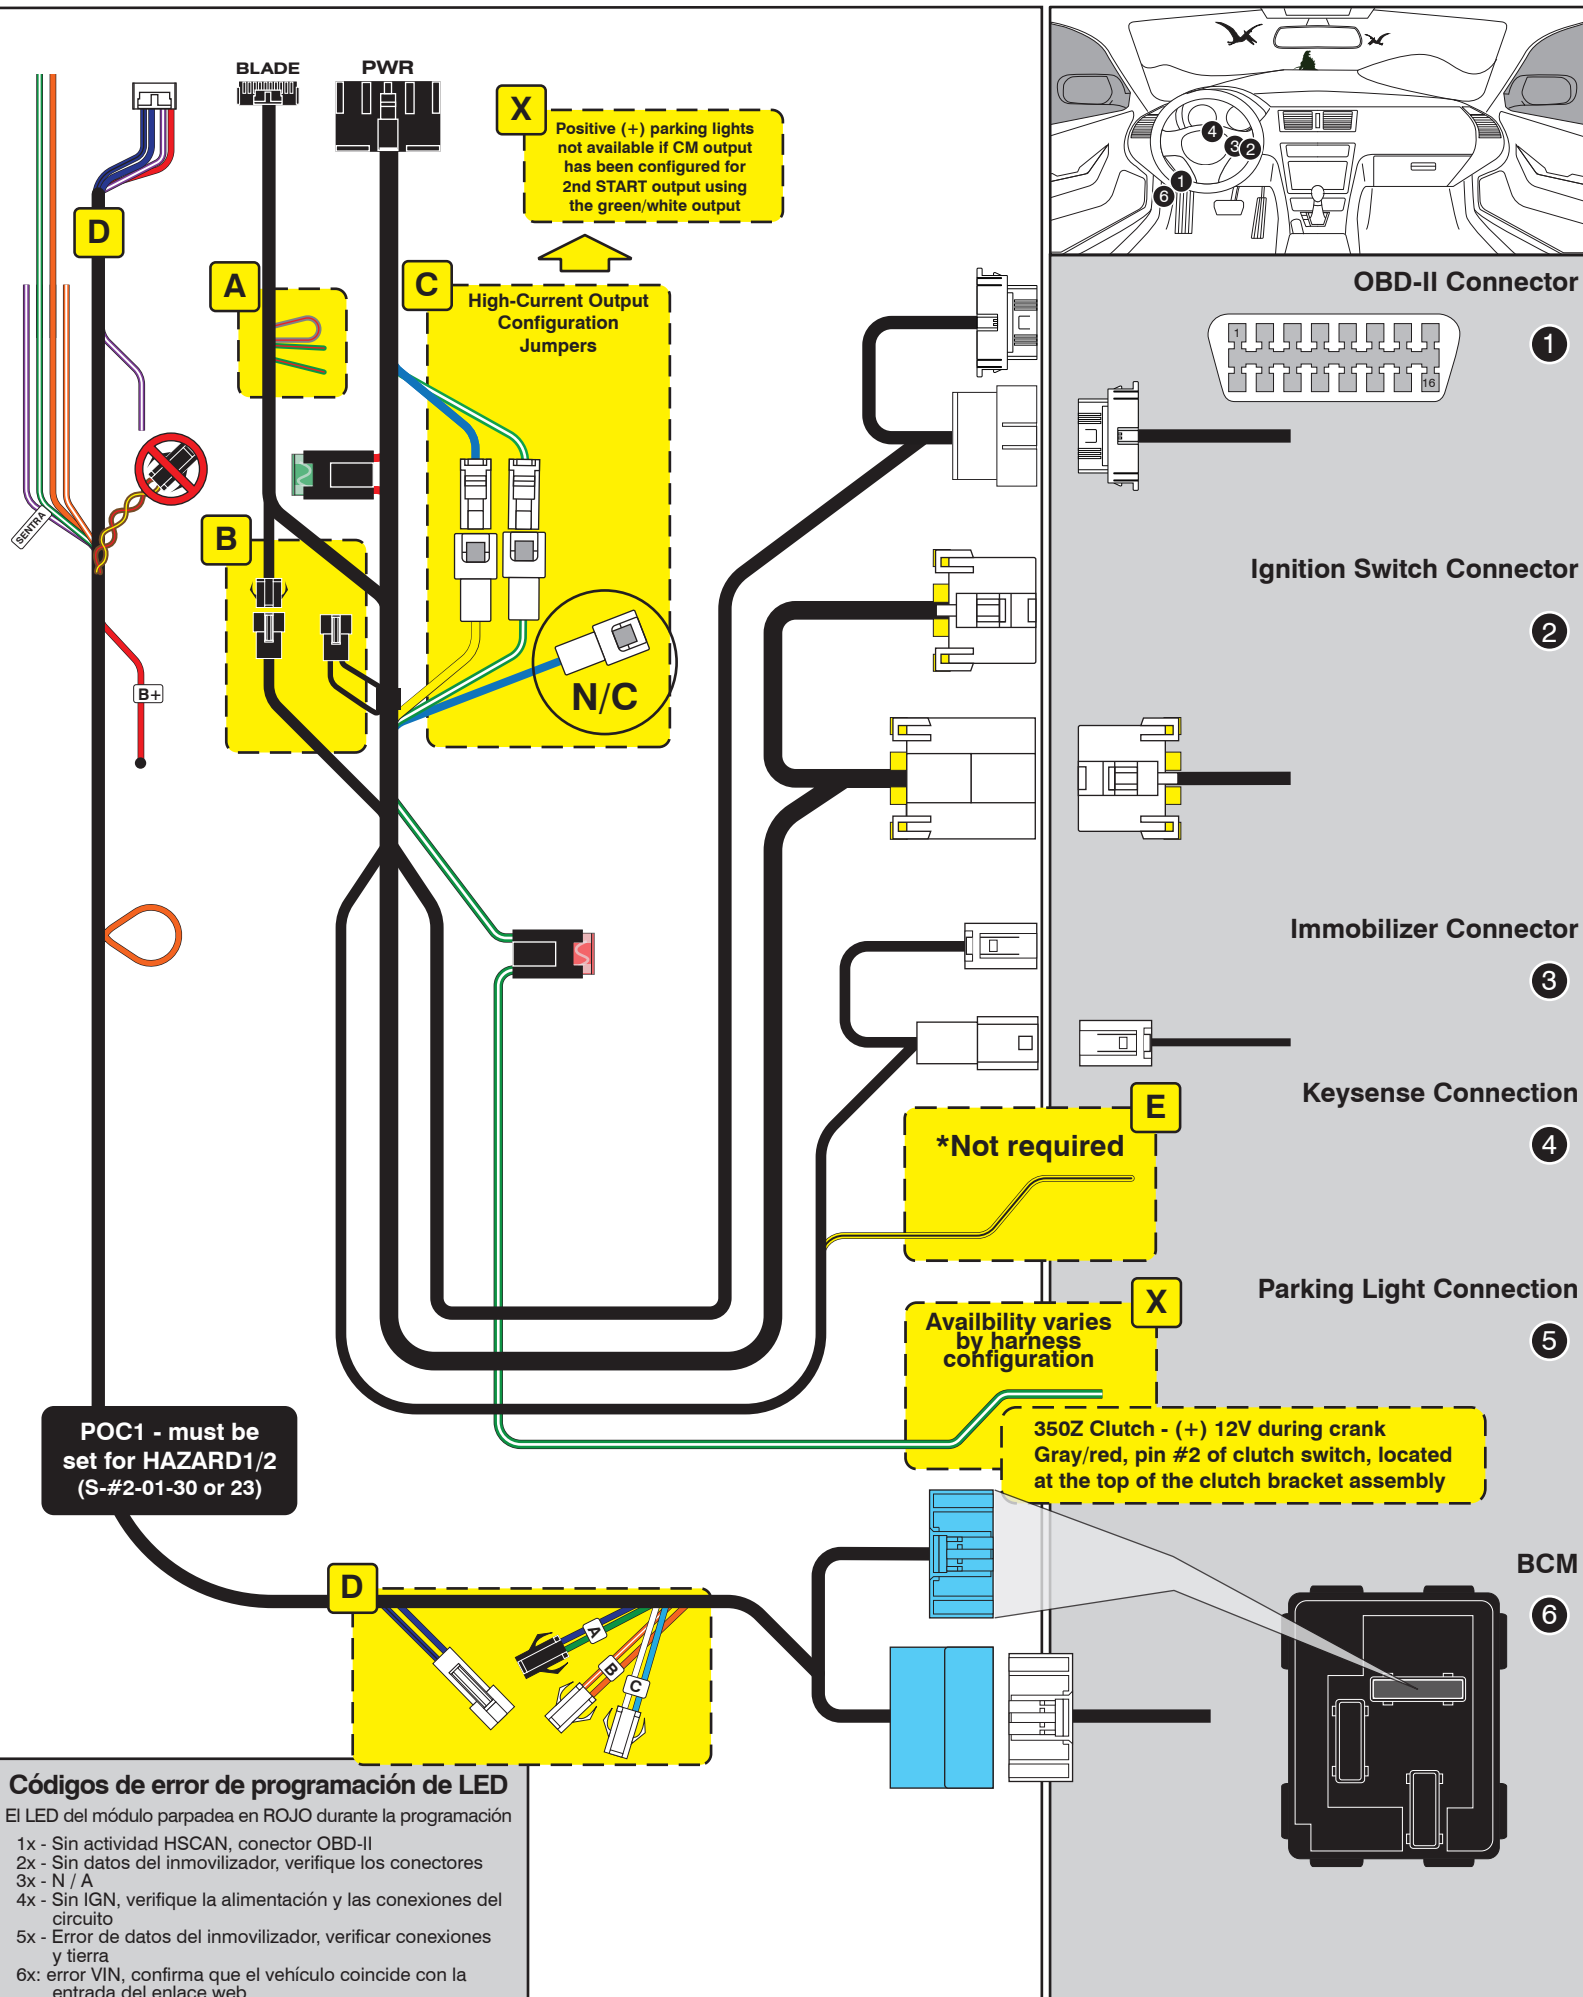 BLADE
PWR
X
Positive (+) parking lights
not available if CM output
has been configured for
2nd START output using
the green/white output
4
3
2
1
6
D
A
C
High-Current Output
Configuration
Jumpers
OBD-II Connector
1
1
16
SENTRA
B
Ignition Switch Connector
2
B+
N/C
Immobilizer Connector
3
E
*Not required
Keysense Connection
4
X
Availbility varies
by harness
configuration
Parking Light Connection
5
POC1 - must be
set for HAZARD1/2
(S-#2-01-30 or 23)
350Z Clutch - (+) 12V during crank
Gray/red, pin #2 of clutch switch, located
at the top of the clutch bracket assembly
BCM
6
D
A
B
C
Códigos de error de programación de LED
El LED del módulo parpadea en ROJO durante la programación
1x - Sin actividad HSCAN, conector OBD-II
2x - Sin datos del inmovilizador, verifique los conectores
3x - N / A
4x - Sin IGN, verifique la alimentación y las conexiones del
circuito
5x - Error de datos del inmovilizador, verificar conexiones
y tierra
6x: error VIN, confirma que el vehículo coincide con la
entrada del enlace web